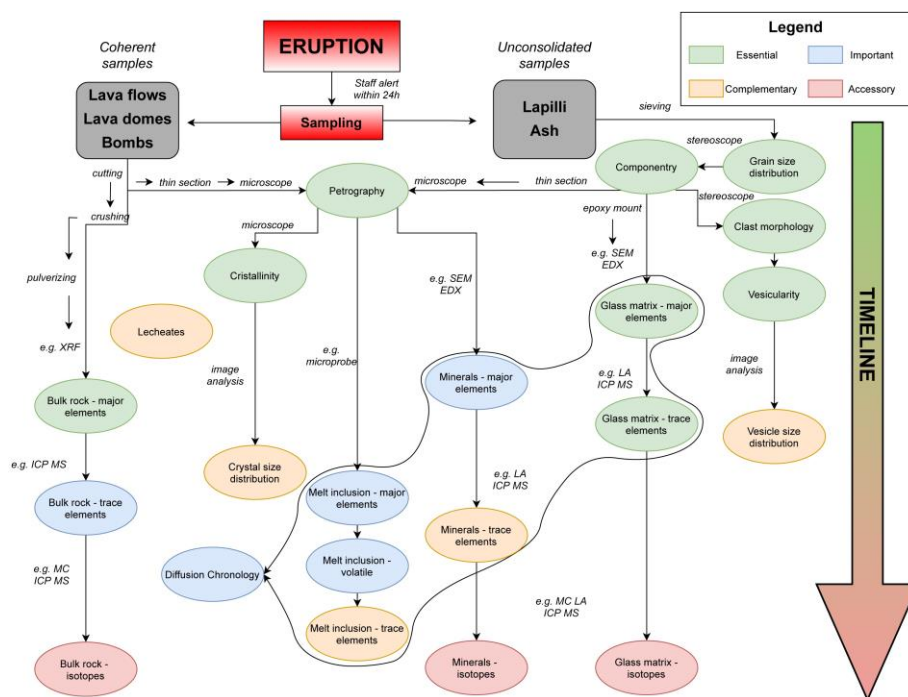 Coherent
samples
ERUPTION
Unconsolidated
samples
Legend
Essential
Important
Complementary
Accessory
Staff alert
within 24h
Lava flows
Lava domes
Bombs
Sampling
Lapilli
Ash
sieving
stereoscope
Componentry
Grain size
distribution
cutting
thin section
microscope
Petrography
microscope
thin section
stereoscope
crushing
microscope
epoxy mount
Clast morphology
pulverizing
Cristallinity
e.g. SEM
EDX
e.g. SEM
EDX
Vesicularity
Glass matrix - major
elements
Lecheates
e.g. XRF
image
analysis
e.g.
microprobe
Minerals - major
elements
e.g. LA
ICP MS
image
analysis
TIMELINE
Bulk rock - major
elements
Glass matrix - trace
elements
Vesicle size
distribution
e.g. ICP MS
Crystal size
distribution
Melt inclusion - major
elements
e.g. LA
ICP MS
Bulk rock - trace
elements
Minerals - trace
elements
Diffusion Chronology
Melt inclusion -
volatile
e.g. MC
ICP MS
Melt inclusion - trace
elements
e.g. MC LA
ICP MS
Bulk rock -
isotopes
Minerals -
isotopes
Glass matrix -
isotopes